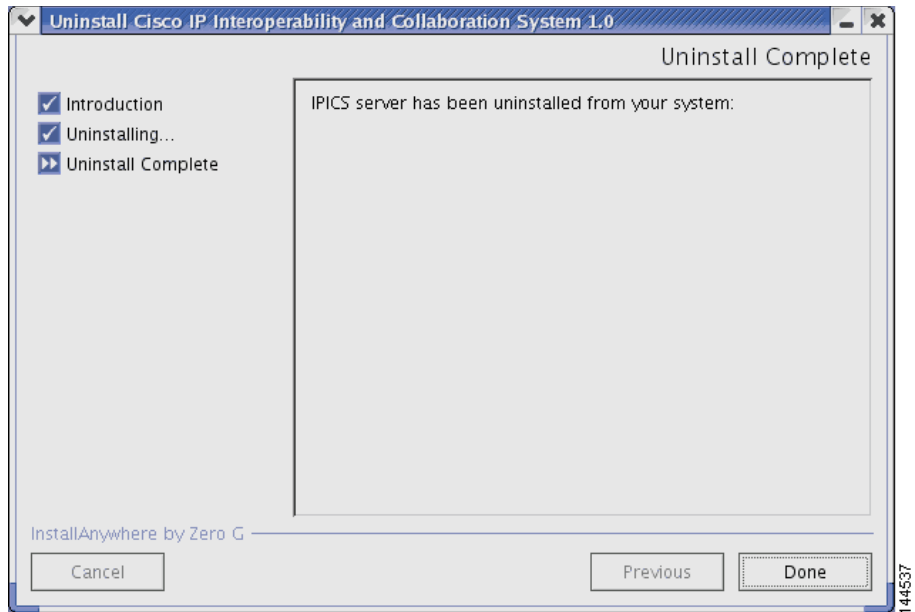 Uninstall Cisco IP Interoperability and Collaboration System 1.0
Uninstall Complete
Introduction
Uninstalling...
Uninstall Complete
IPICS server has been uninstalled from your system:
InstallAnywhere by Zero G
Cancel
Previous
Done
144537